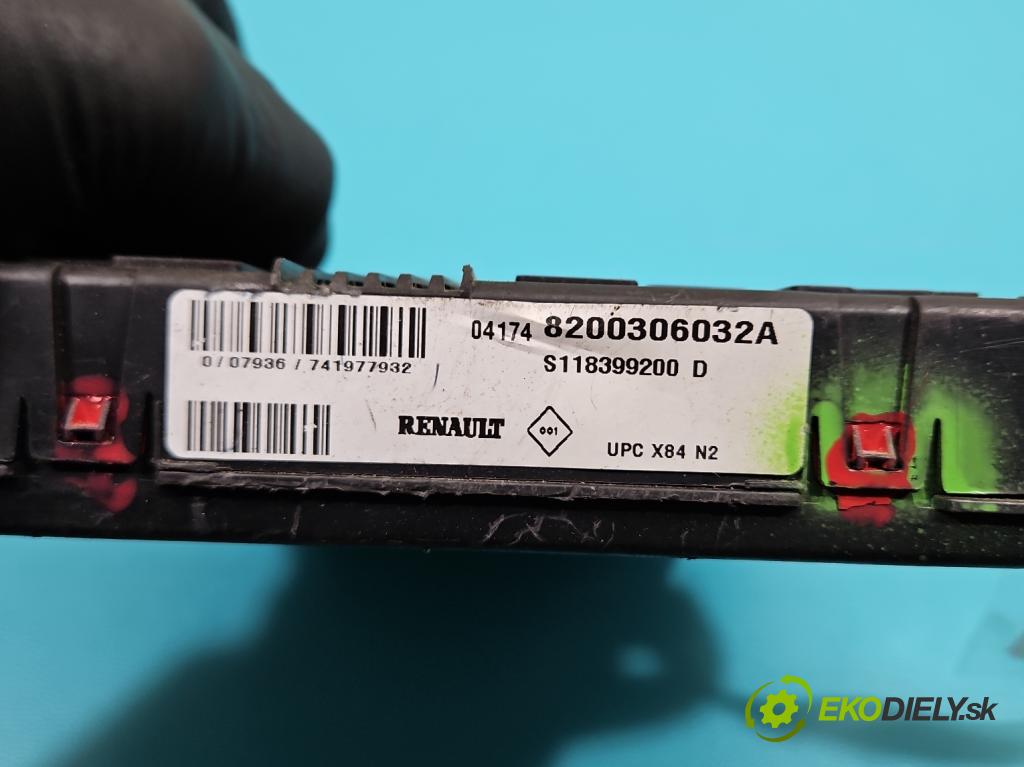 04174 8200306032A
0/07936/741977932
S118399200 D
RENAULT
001
UPC X84 N2
EKODIELY.sk